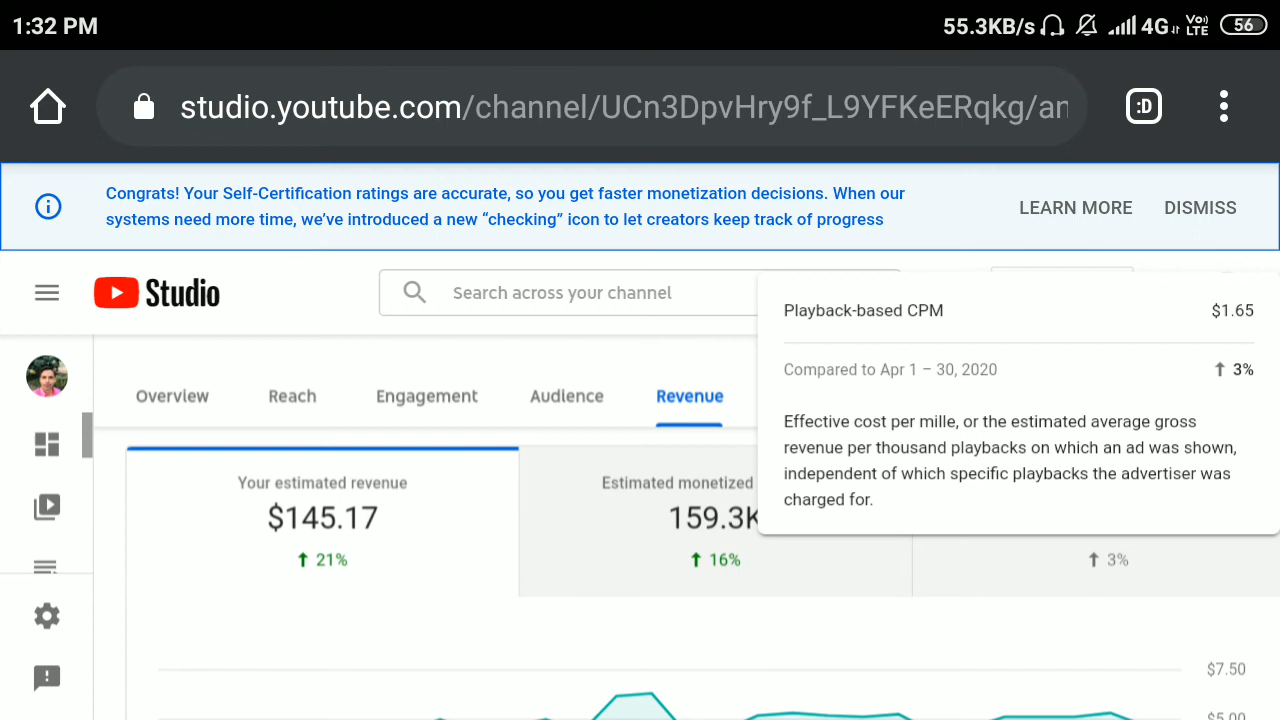 1:32 PM
55.3KB/s 4G Vo) LTE 56
studio.youtube.com/channel/UCn3DpvHry9f_L9YFKeERqkg/an
:D
Congrats! Your Self-Certification ratings are accurate, so you get faster monetization decisions. When our
systems need more time, we’ve introduced a new “checking” icon to let creators keep track of progress
LEARN MORE DISMISS
Studio
Search across your channel
Playback-based CPM $1.65
Compared to Apr 1 – 30, 2020 3%
Effective cost per mille, or the estimated average gross
revenue per thousand playbacks on which an ad was shown,
independent of which specific playbacks the advertiser was
charged for.
Overview Reach Engagement Audience Revenue
Your estimated revenue
$145.17
21%
Estimated monetized
159.3K
16%
3%
$7.50
$5.00